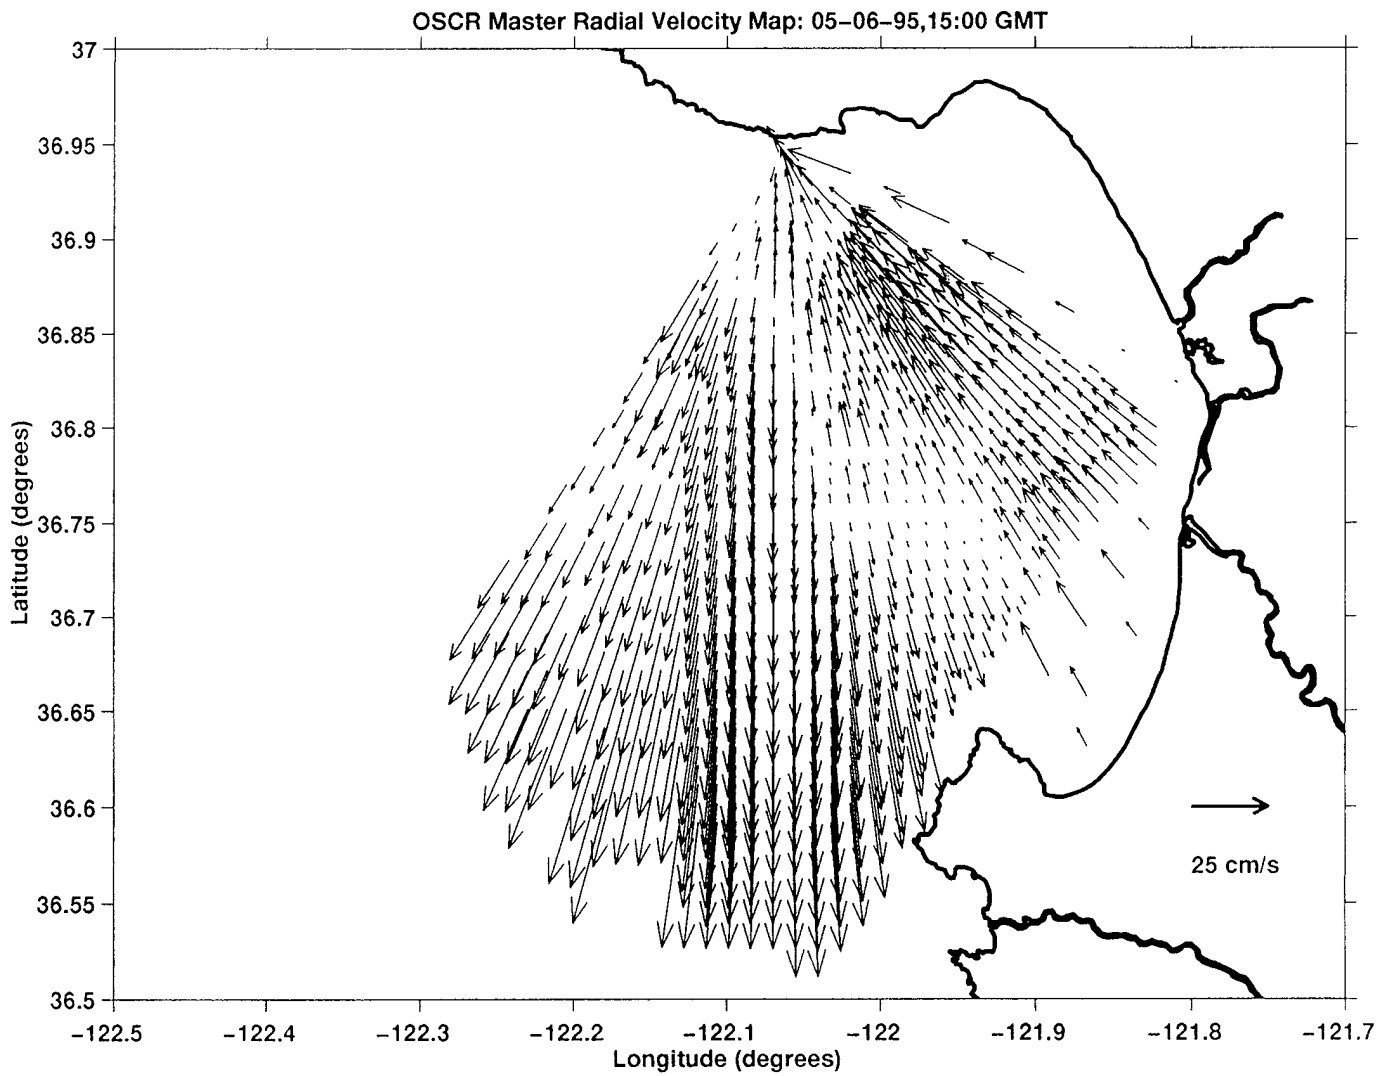 OSCR Master Radial Velocity Map: 05−06−95,15:00 GMT
37
36.95
36.9
36.85
36.8
36.75
36.7
36.65
36.6
36.55
36.5
Latitude (degrees)
25 cm/s
−122.5 −122.4 −122.3 −122.2 −122.1 −122 −121.9 −121.8 −121.7
Longitude (degrees)